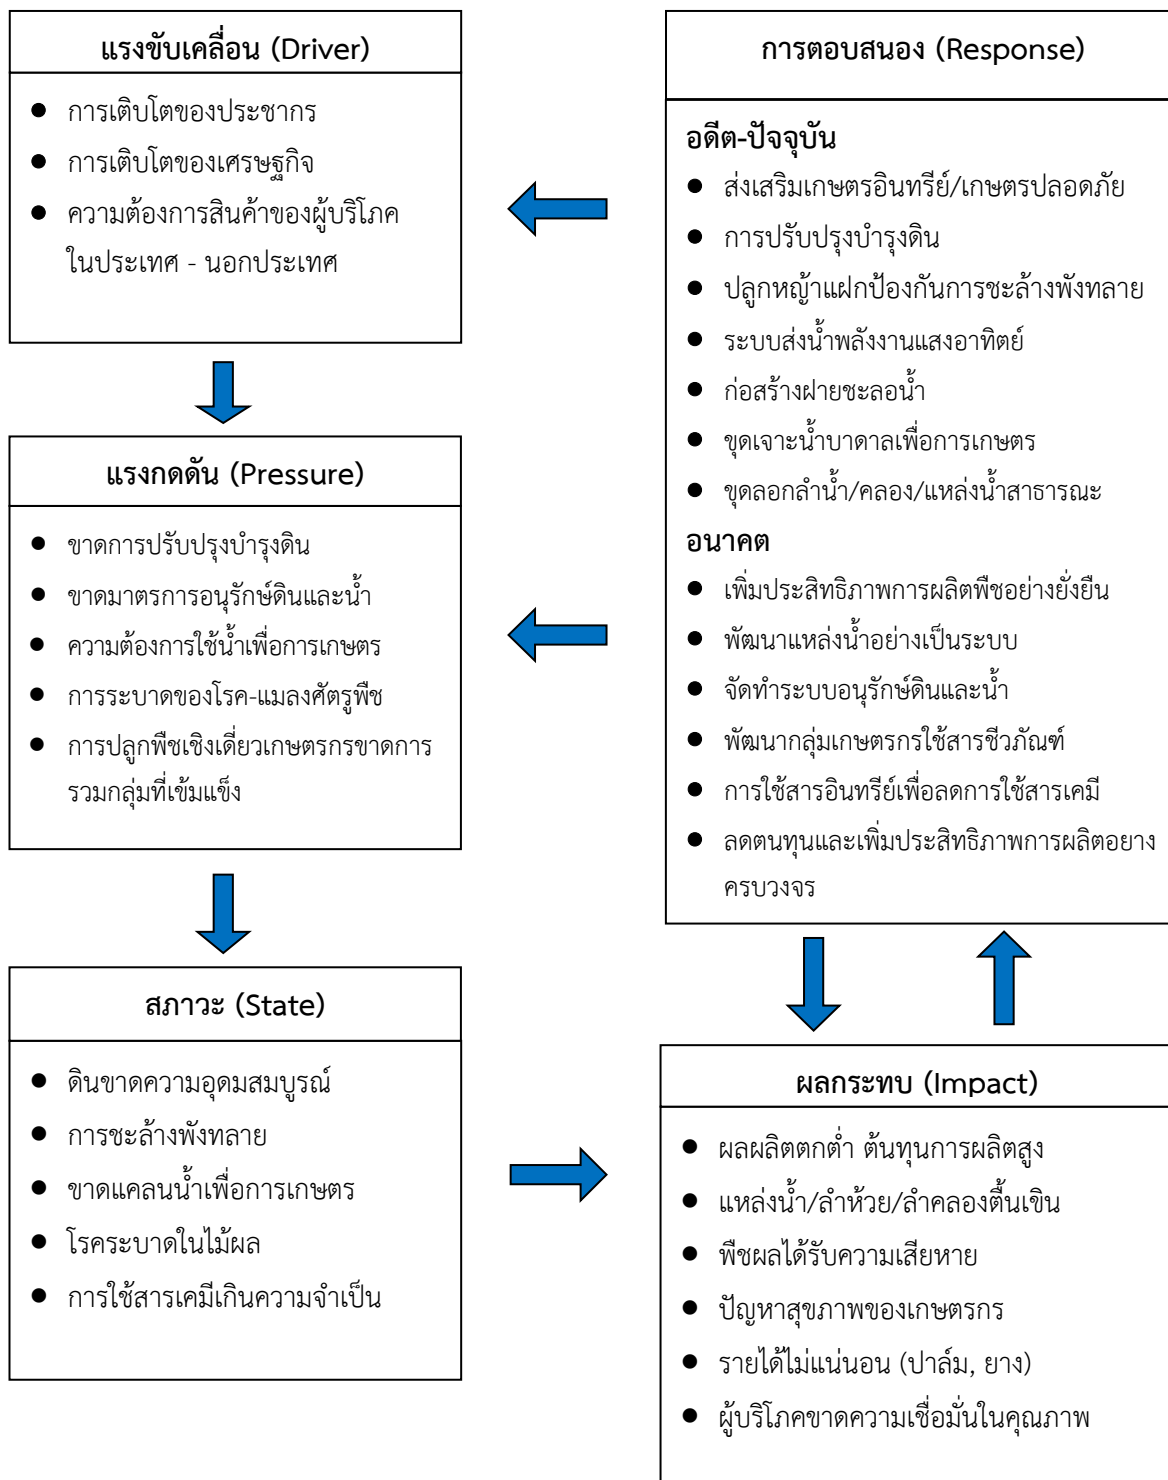 แรงขับเคลื่อน (Driver)
● การเติบโตของประชากร
● การเติบโตของเศรษฐกิจ
● ความต้องการสินค้าของผู้บริโภค
ในประเทศ - นอกประเทศ
แรงกดดัน (Pressure)
● ขาดการปรับปรุงบำรุงดิน
● ขาดมาตรการอนุรักษ์ดินและน้ำ
● ความต้องการใช้น้ำเพื่อการเกษตร
● การระบาดของโรค-แมลงศัตรูพืช
● การปลูกพืชเชิงเดี่ยวเกษตรกรขาดการ
รวมกลุ่มที่เข้มแข็ง
สภาวะ (State)
● ดินขาดความอุดมสมบูรณ์
● การชะล้างพังทลาย
● ขาดแคลนน้ำเพื่อการเกษตร
● โรคระบาดในไม้ผล
● การใช้สารเคมีเกินความจำเป็น
การตอบสนอง (Response)
อดีต-ปัจจุบัน
● ส่งเสริมเกษตรอินทรีย์/เกษตรปลอดภัย
● การปรับปรุงบำรุงดิน
● ปลูกหญ้าแฝกป้องกันการชะล้างพังทลาย
● ระบบส่งน้ำพลังงานแสงอาทิตย์
● ก่อสร้างฝายชะลอน้ำ
● ขุดเจาะน้ำบาดาลเพื่อการเกษตร
● ขุดลอกลำน้ำ/คลอง/แหล่งน้ำสาธารณะ
อนาคต
● เพิ่มประสิทธิภาพการผลิตพืชอย่างยั่งยืน
● พัฒนาแหล่งน้ำอย่างเป็นระบบ
● จัดทำระบบอนุรักษ์ดินและน้ำ
● พัฒนากลุ่มเกษตรกรใช้สารชีวภัณฑ์
● การใช้สารอินทรีย์เพื่อลดการใช้สารเคมี
● ลดตนทุนและเพิ่มประสิทธิภาพการผลิตอยาง
ครบวงจร
ผลกระทบ (Impact)
● ผลผลิตตกต่ำ ต้นทุนการผลิตสูง
● แหล่งน้ำ/ลำห้วย/ลำคลองตื้นเขิน
● พืชผลได้รับความเสียหาย
● ปัญหาสุขภาพของเกษตรกร
● รายได้ไม่แน่นอน (ปาล์ม, ยาง)
● ผู้บริโภคขาดความเชื่อมั่นในคุณภาพ